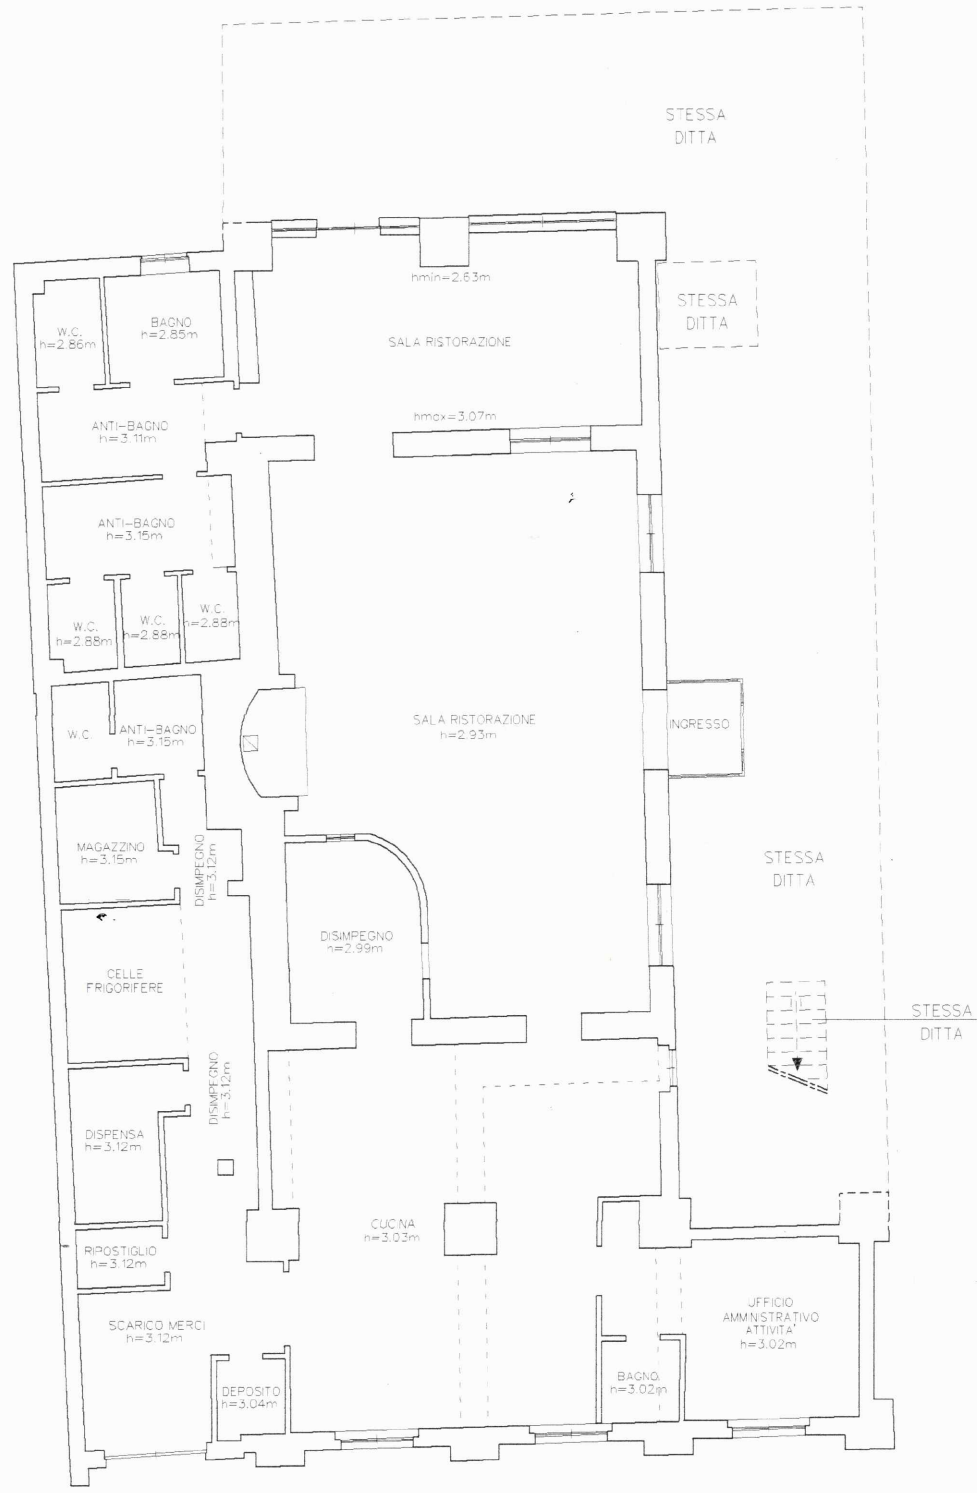 STESSA
DITTA
hmin=2.63m
STESSA
DITTA
BAGNO
h=2.85m
W.C.
h=2.86m
SALA RISTORAZIONE
hmax=3.07m
ANTI-BAGNO
h=3.11m
ANTI-BAGNO
h=3.15m
W.C.
h=2.88m
W.C.
h=2.88m
W.C.
h=2.88m
SALA RISTORAZIONE
h=2.93m
INGRESSO
W.C.
ANTI-BAGNO
h=3.15m
MAGAZZINO
h=3.15m
DISIMPEGNO
h=3.12m
STESSA
DITTA
DISIMPEGNO
h=2.99m
CELLE
FRIGORIFERE
STESSA
DITTA
DISIMPEGNO
h=3.12m
DISPENSA
h=3.12m
CUCINA
h=3.03m
RIPOSTIGLIO
h=3.12m
SCARICO MERCI
h=3.12m
UFFICIO
AMMINISTRATIVO
ATTIVITA'
h=3.02m
BAGNO
h=3.02m
DEPOSITO
h=3.04m